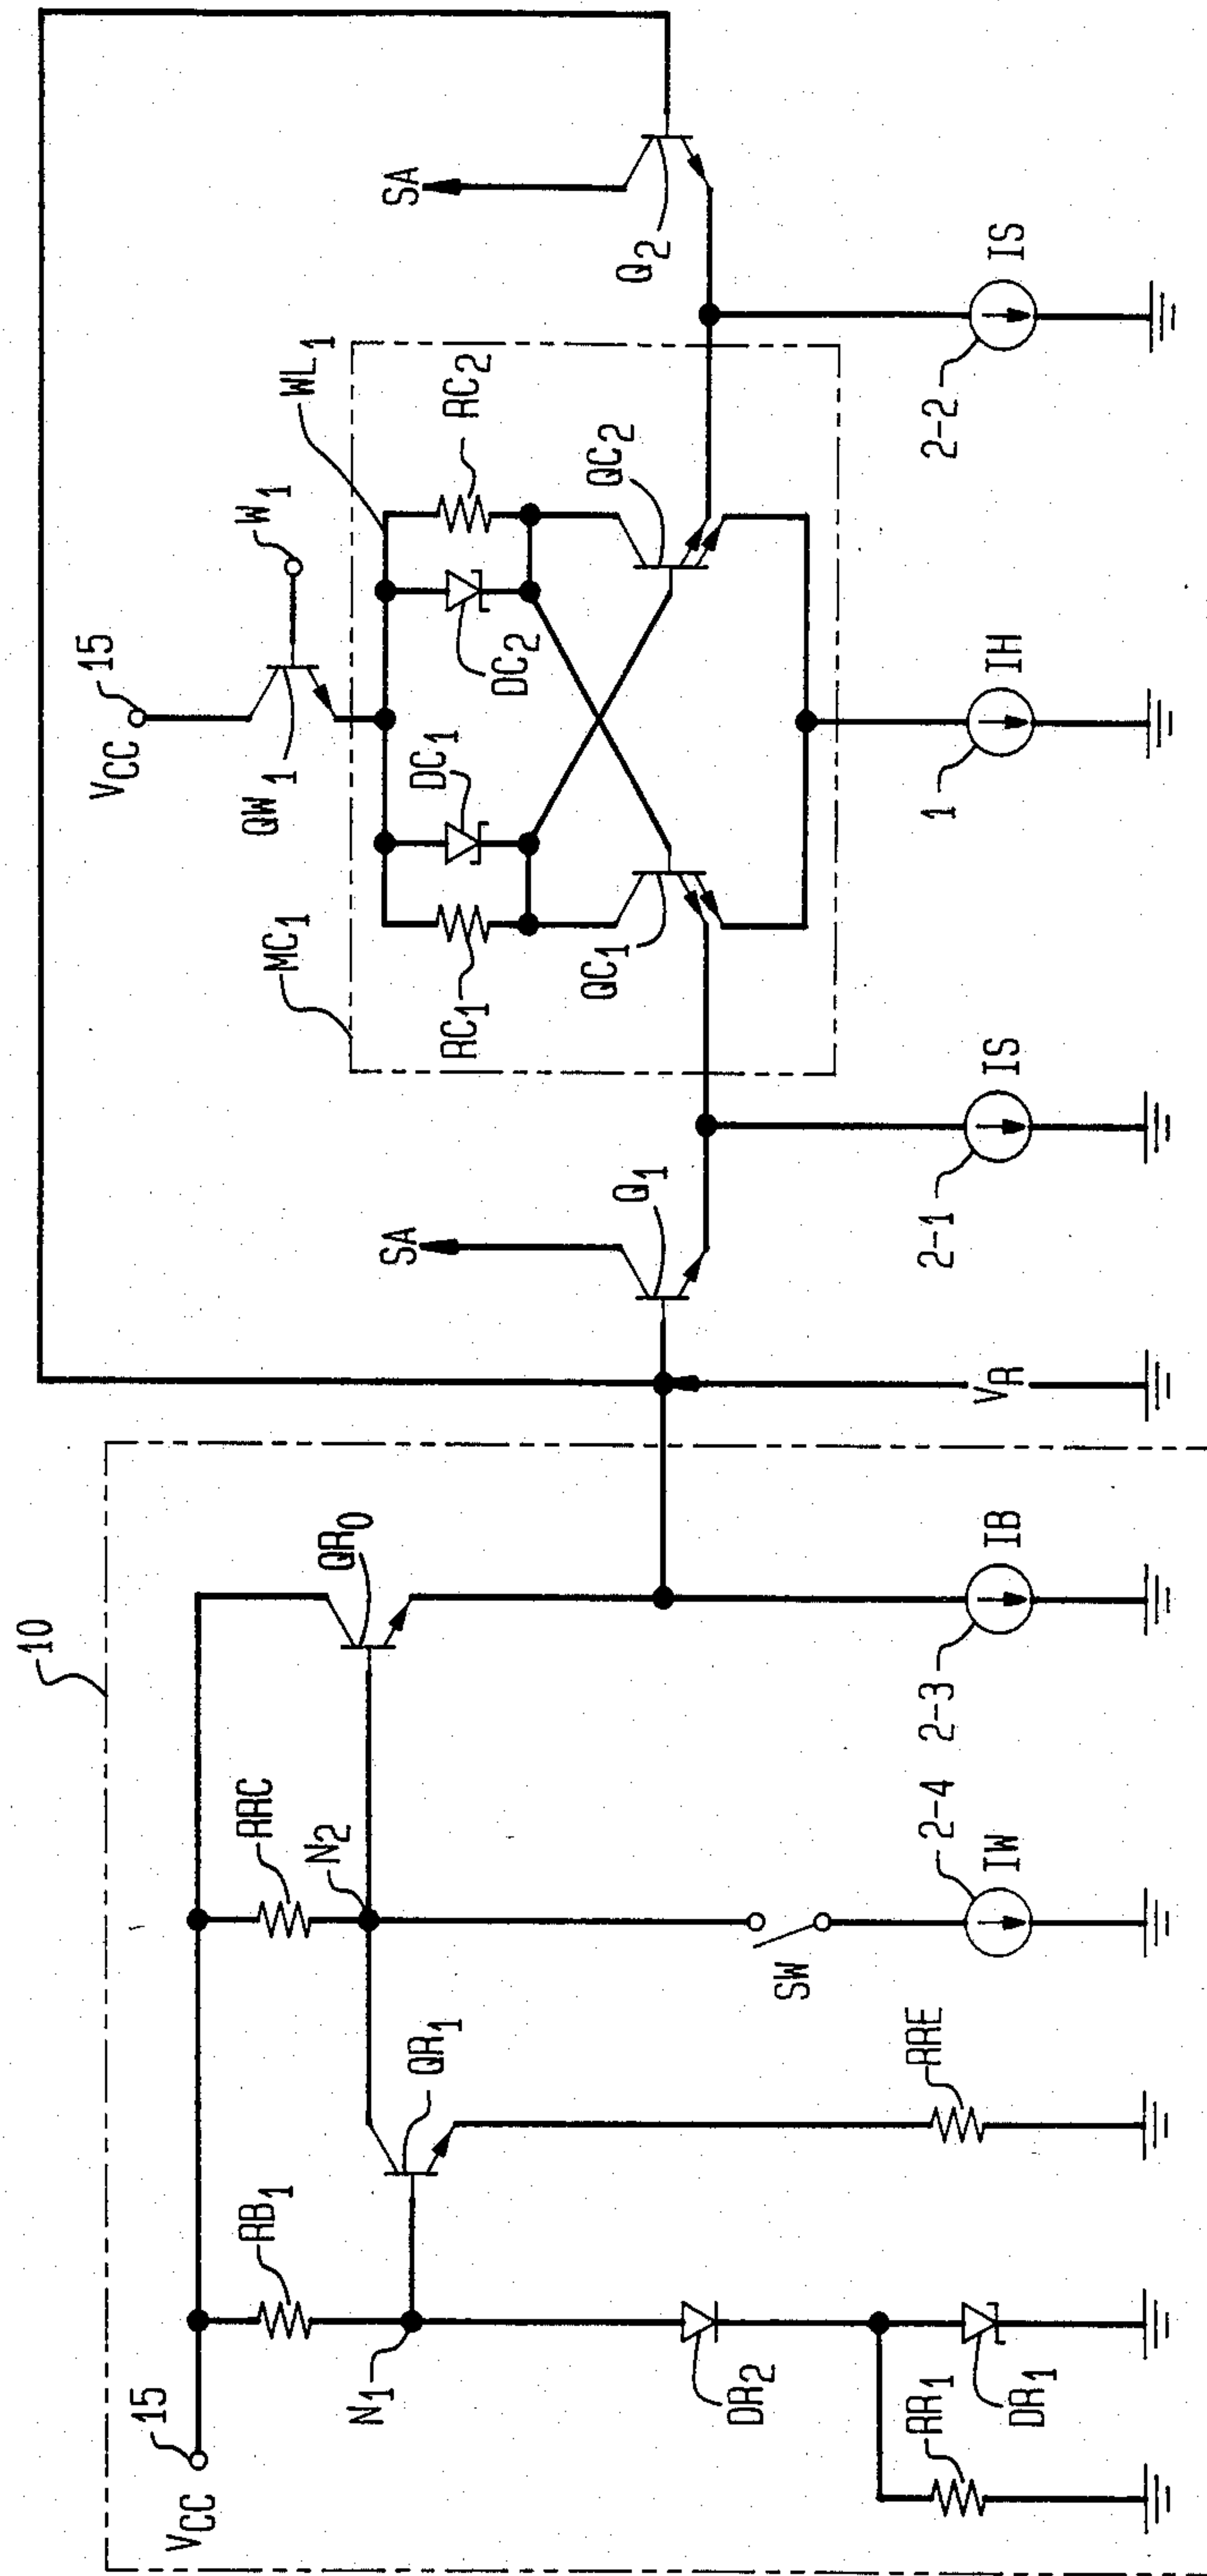 10
VCC
15
RB1
RRC
N1
N2
QR1
QR0
DR2
RR1
DR1
RRE
SW
IW
2-4
2-3
IB
VR
SA
Q1
2-1
IS
MC1
VCC
15
QW1
W1
WL1
RC1
DC1
DC2
RC2
QC1
QC2
1
IH
SA
Q2
2-2
IS